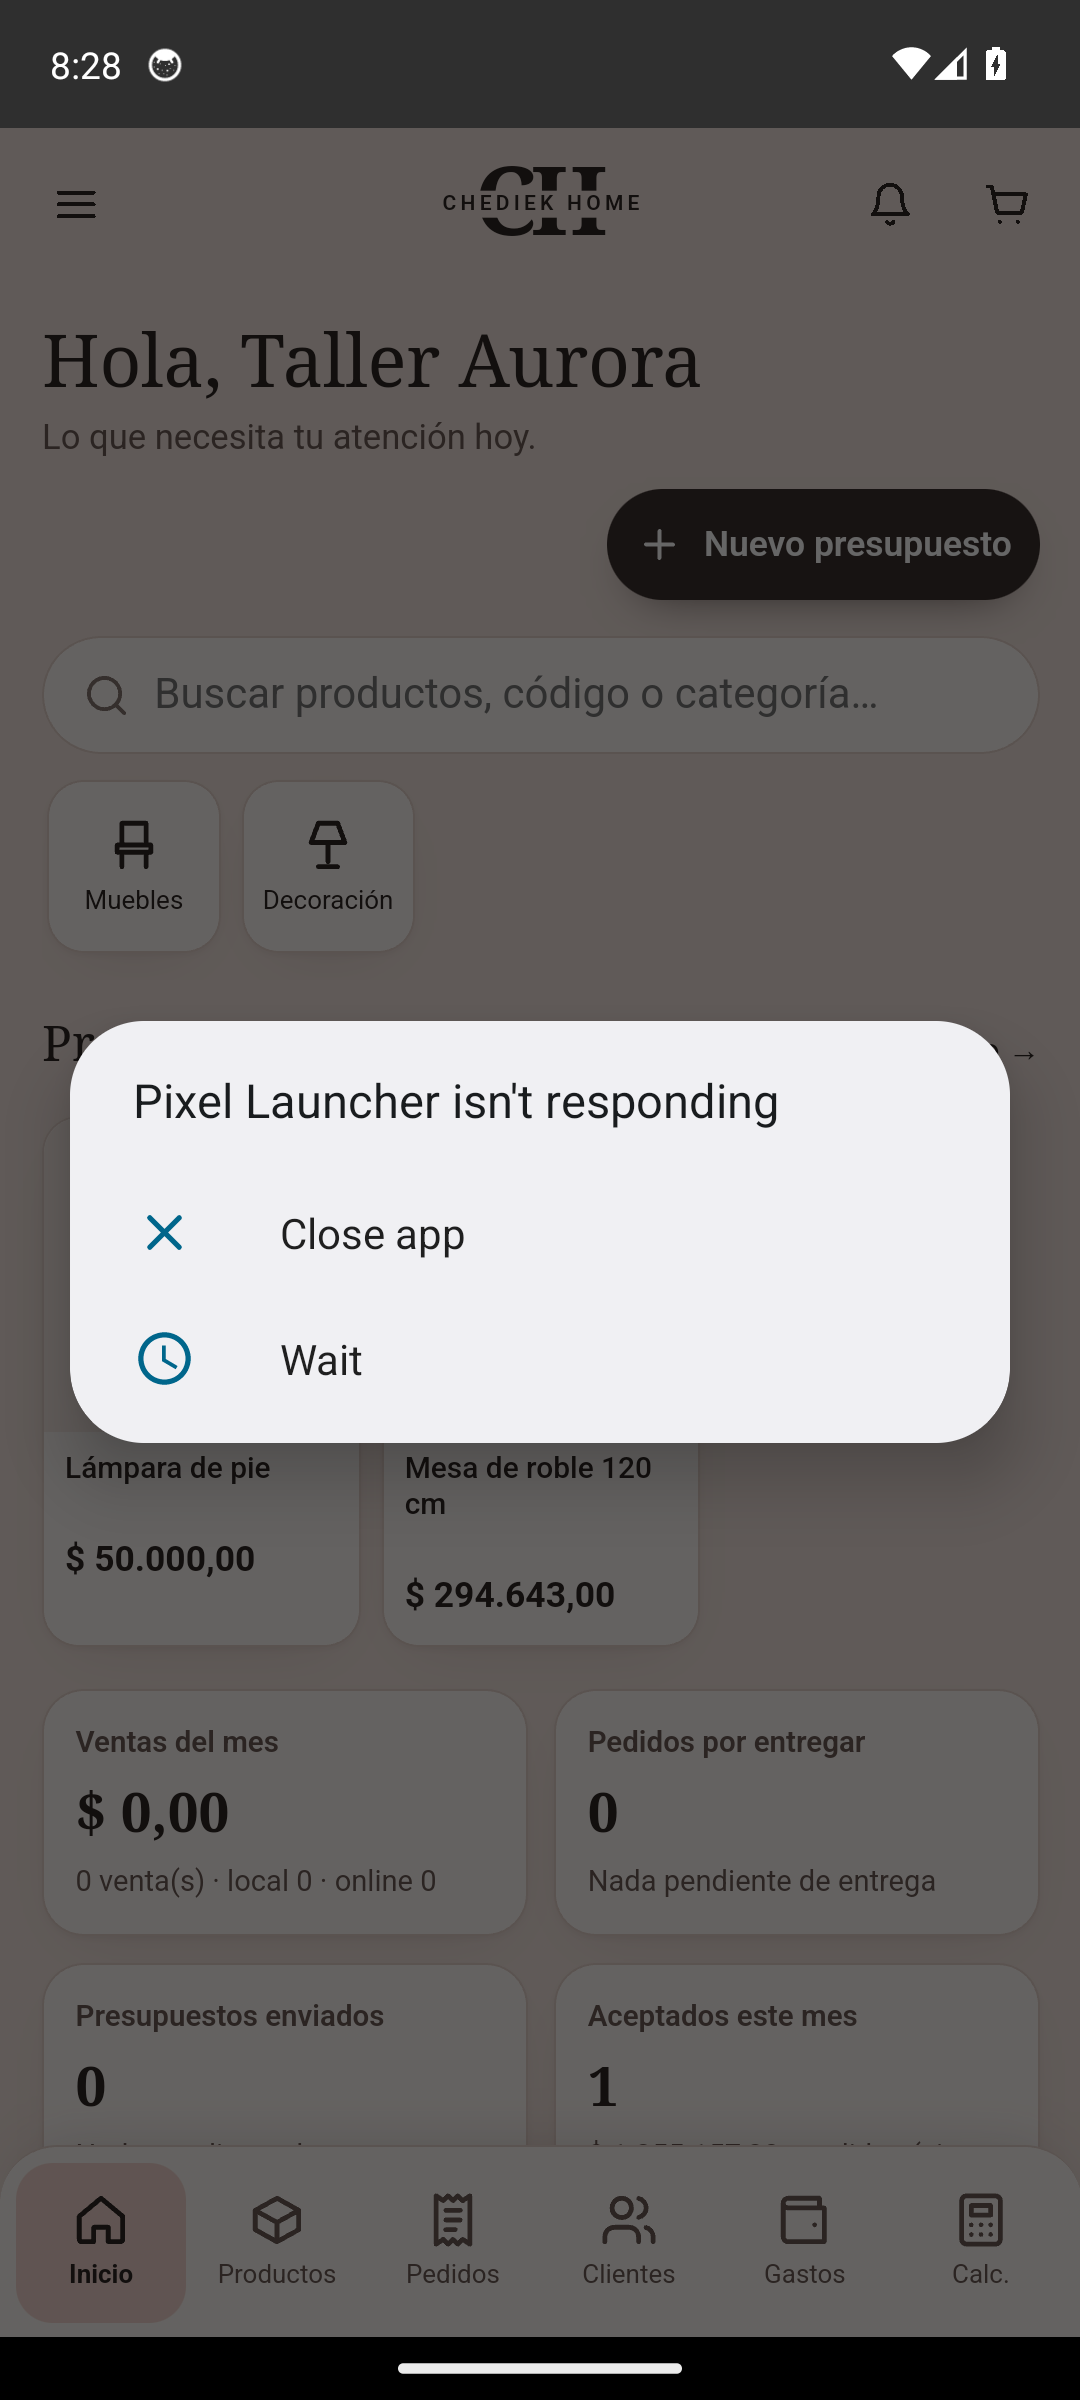 8:28
CH
CHEDIEK HOME
Hola, Taller Aurora
Lo que necesita tu atención hoy.
Nuevo presupuesto
Buscar productos, código o categoría...
Muebles
Decoración
Pixel Launcher isn't responding
Close app
Wait
Lámpara de pie
$ 50.000,00
Mesa de roble 120
cm
$ 294.643,00
Ventas del mes
$ 0,00
0 venta(s) · local 0 · online 0
Pedidos por entregar
0
Nada pendiente de entrega
Presupuestos enviados
0
Aceptados este mes
1
Inicio
Productos
Pedidos
Clientes
Gastos
Calc.